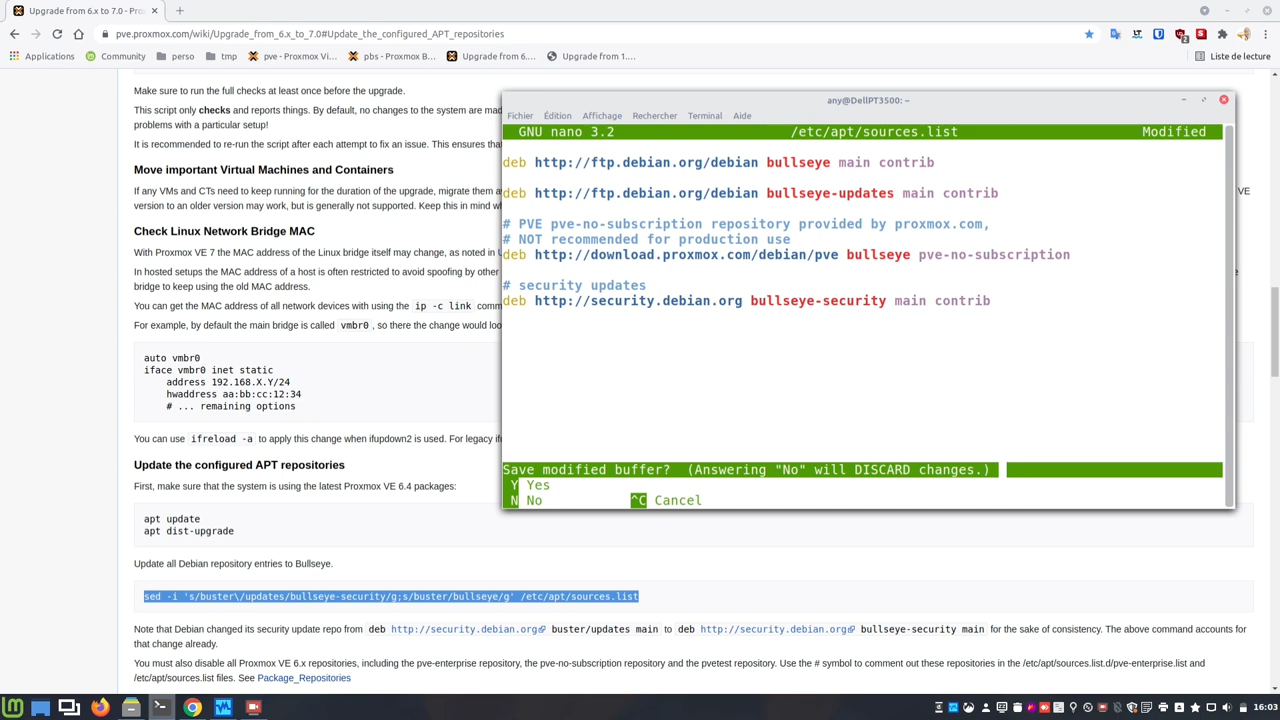 Upgrade from 6.x to 7.0 - Pro
pve.proxmox.com/wiki/Upgrade_from_6.x_to_7.0#Update_the_configured_APT_repositories
Applications
Community
perso
tmp
pve - Proxmox Vi...
pbs - Proxmox B...
Upgrade from 6....
Upgrade from 1....
Liste de lecture
Make sure to run the full checks at least once before the upgrade.
This script only checks and reports things. By default, no changes to the system are mad
problems with a particular setup!
It is recommended to re-run the script after each attempt to fix an issue. This ensures that
Move important Virtual Machines and Containers
If any VMs and CTs need to keep running for the duration of the upgrade, migrate them aw
VE
version to an older version may work, but is generally not supported. Keep this in mind wh
Check Linux Network Bridge MAC
With Proxmox VE 7 the MAC address of the Linux bridge itself may change, as noted in U
In hosted setups the MAC address of a host is often restricted to avoid spoofing by other
e
bridge to keep using the old MAC address.
You can get the MAC address of all network devices with using the ip -c link comm
For example, by default the main bridge is called vmbr0 , so there the change would loo
auto vmbr0
iface vmbr0 inet static
address 192.168.X.Y/24
hwaddress aa:bb:cc:12:34
# ... remaining options
You can use ifreload -a to apply this change when ifupdown2 is used. For legacy ifu
Update the configured APT repositories
First, make sure that the system is using the latest Proxmox VE 6.4 packages:
apt update
apt dist-upgrade
Update all Debian repository entries to Bullseye.
sed -i 's/buster\/updates/bullseye-security/g;s/buster/bullseye/g' /etc/apt/sources.list
Note that Debian changed its security update repo from deb http://security.debian.org buster/updates main to deb http://security.debian.org bullseye-security main for the sake of consistency. The above command accounts for
that change already.
You must also disable all Proxmox VE 6.x repositories, including the pve-enterprise repository, the pve-no-subscription repository and the pvetest repository. Use the # symbol to comment out these repositories in the /etc/apt/sources.list.d/pve-enterprise.list and
/etc/apt/sources.list files. See Package_Repositories
any@DellPT3500: ~
Fichier Édition Affichage Rechercher Terminal Aide
GNU nano 3.2 /etc/apt/sources.list Modified
deb http://ftp.debian.org/debian bullseye main contrib
deb http://ftp.debian.org/debian bullseye-updates main contrib
# PVE pve-no-subscription repository provided by proxmox.com,
# NOT recommended for production use
deb http://download.proxmox.com/debian/pve bullseye pve-no-subscription
# security updates
deb http://security.debian.org bullseye-security main contrib
Save modified buffer? (Answering "No" will DISCARD changes.)
Y Yes
N No ^C Cancel
16:03